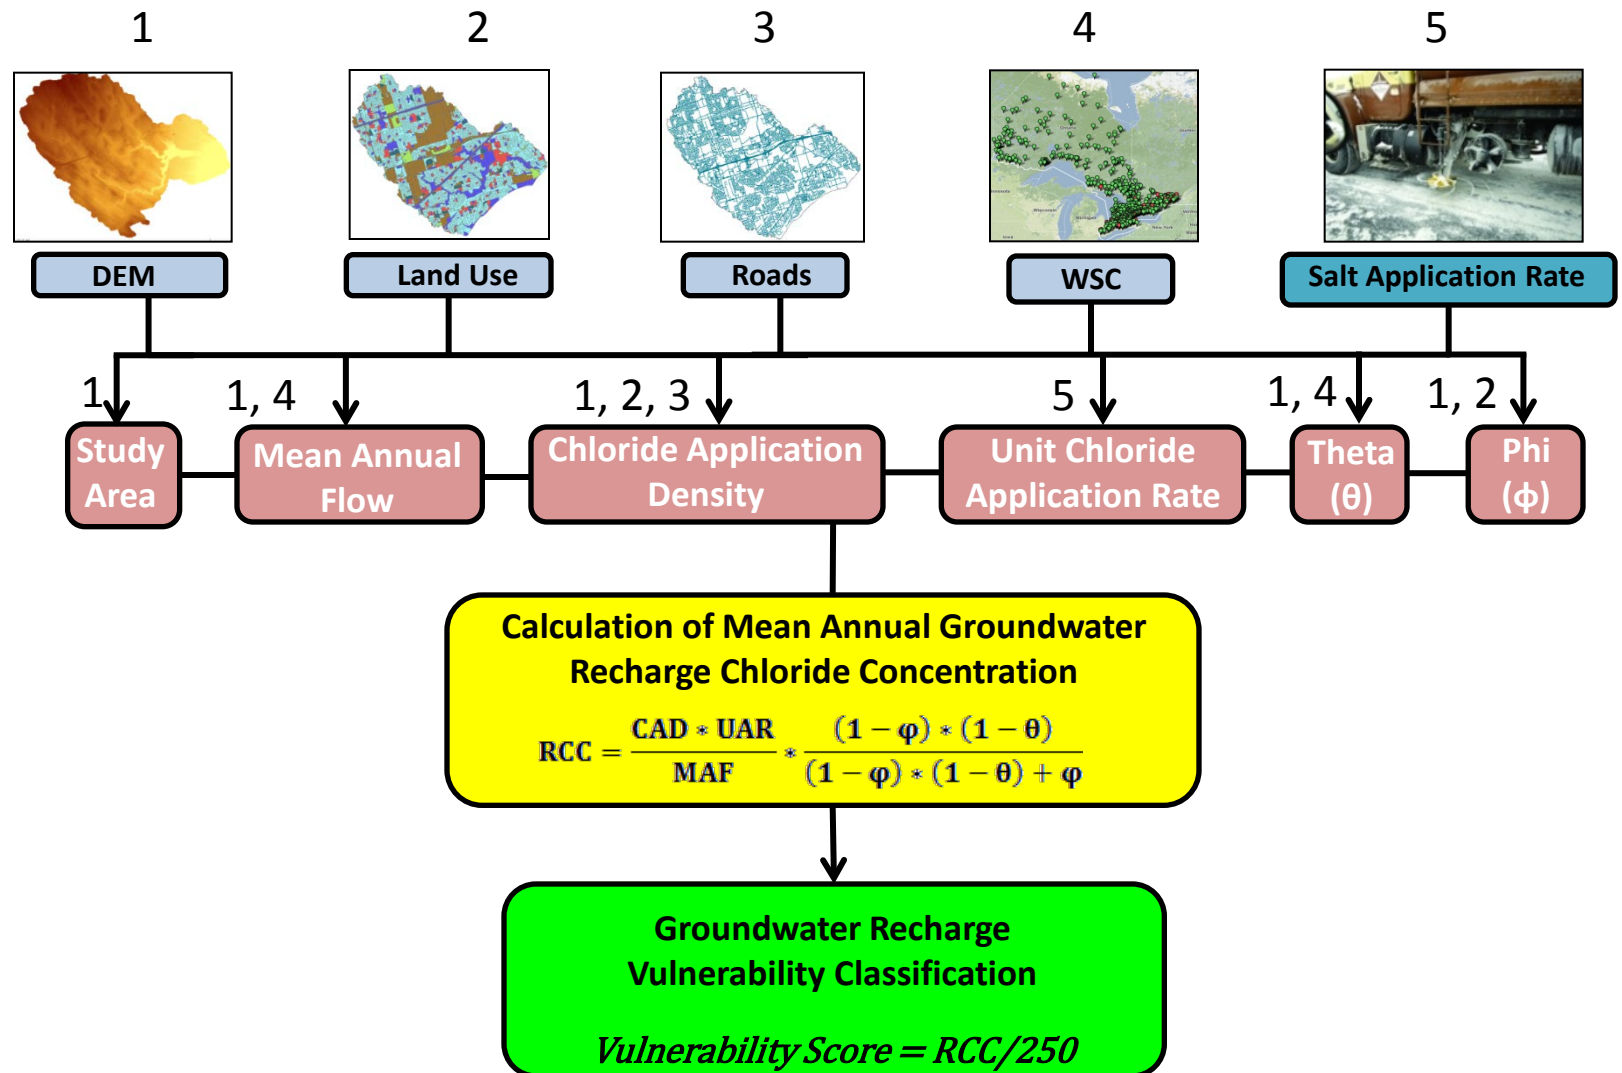 1 2 3 4 5
DEM Land Use Roads WSC Salt Application Rate
1 1, 4 1, 2, 3 5 1, 4 1, 2
Study
Area
Mean Annual
Flow
Chloride Application
Density
Unit Chloride
Application Rate
Theta
(θ)
Phi
(ϕ)
Calculation of Mean Annual Groundwater
Recharge Chloride Concentration
RCC = CAD * UAR / MAF * (1 − φ) * (1 − θ) / (1 − φ) * (1 − θ) + φ
Groundwater Recharge
Vulnerability Classification
Vulnerability Score = RCC/250